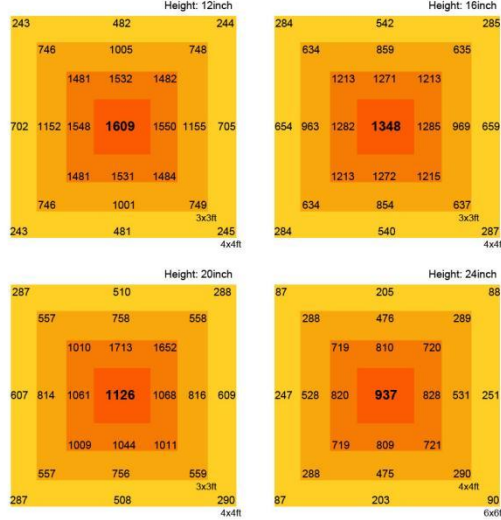 Height: 12inch
243 482 244
746 1005 748
1481 1532 1482
702 1152 1548 1609 1550 1155 705
1481 1531 1484
746 1001 749
3x3ft
243 481 245
4x4ft
Height: 16inch
284 542 285
634 859 635
1213 1271 1213
654 963 1282 1348 1285 969 659
1213 1272 1215
634 854 637
3x3ft
284 540 287
4x4ft
Height: 20inch
287 510 288
557 758 558
1010 1713 1652
607 814 1061 1126 1068 816 609
1009 1044 1011
557 756 559
3x3ft
287 508 290
4x4ft
Height: 24inch
87 205 88
288 476 289
719 810 720
247 528 820 937 828 531 251
719 809 721
288 475 290
4x4ft
87 203 90
6x6f